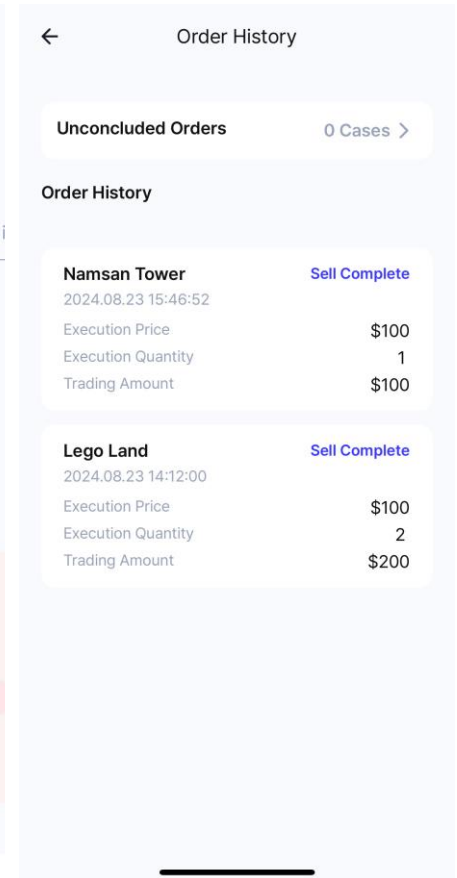 Order History
Unconcluded Orders 0 Cases
Order History
Namsan Tower Sell Complete
2024.08.23 15:46:52
Execution Price $100
Execution Quantity 1
Trading Amount $100
Lego Land Sell Complete
2024.08.23 14:12:00
Execution Price $100
Execution Quantity 2
Trading Amount $200